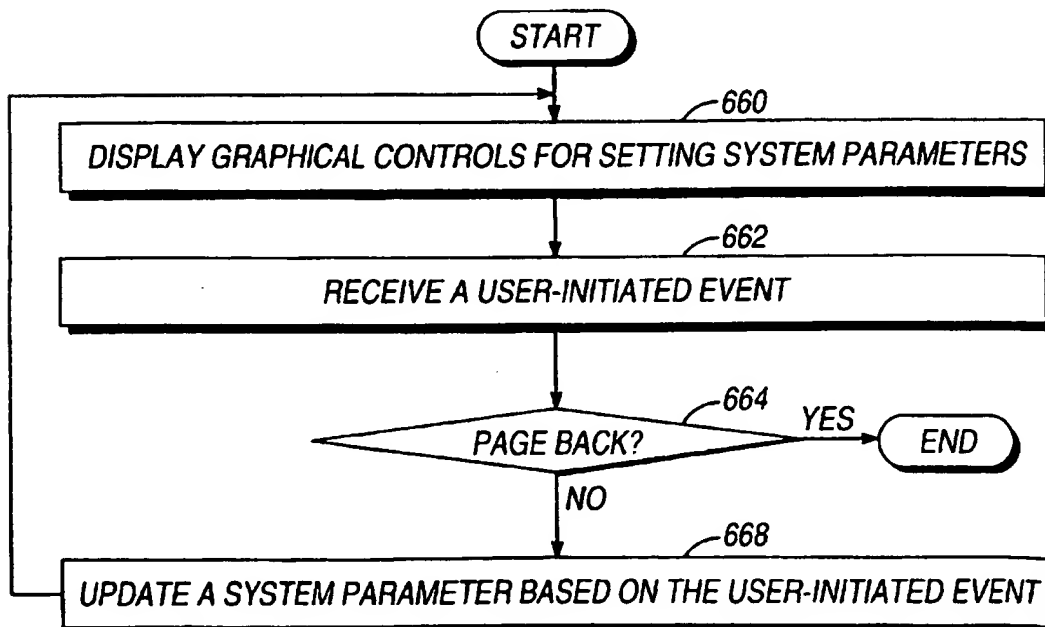 START
660
DISPLAY GRAPHICAL CONTROLS FOR SETTING SYSTEM PARAMETERS
662
RECEIVE A USER-INITIATED EVENT
664
PAGE BACK?
YES
END
NO
668
UPDATE A SYSTEM PARAMETER BASED ON THE USER-INITIATED EVENT